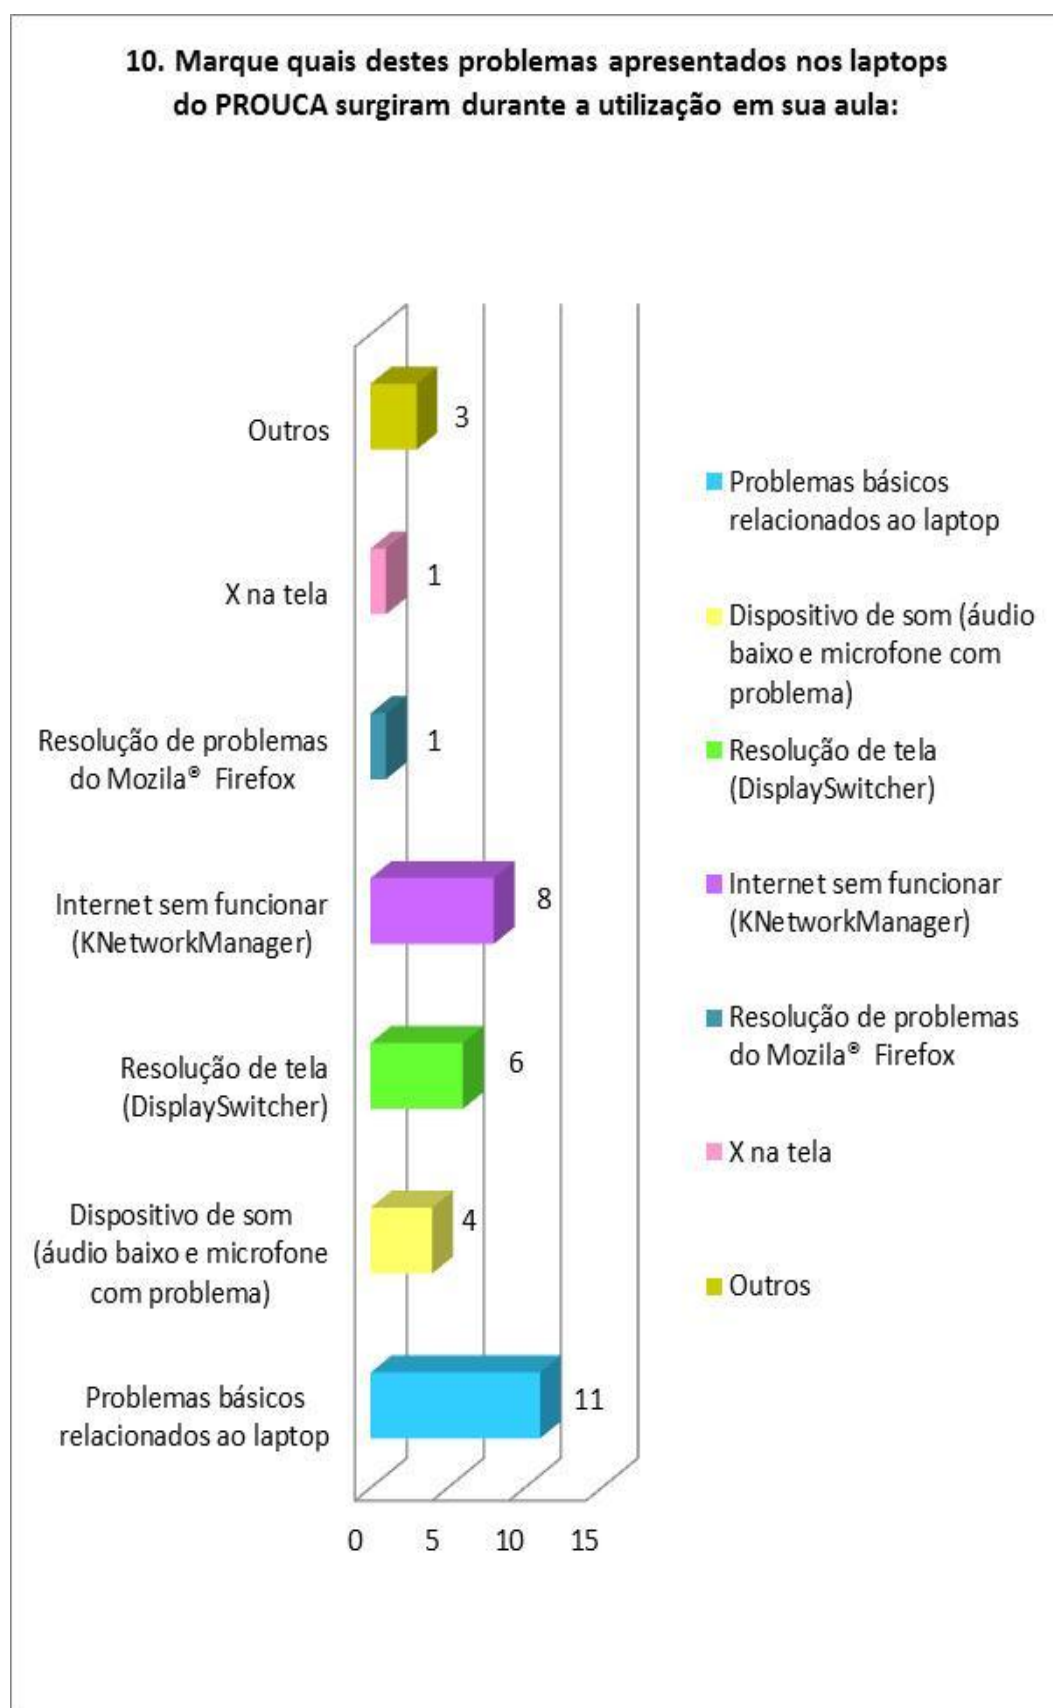 10. Marque quais destes problemas apresentados nos laptops
do PROUCA surgiram durante a utilização em sua aula:
Outros
3
X na tela
1
Resolução de problemas
do Mozila® Firefox
1
Internet sem funcionar
(KNetworkManager)
8
Resolução de tela
(DisplaySwitcher)
6
Dispositivo de som
(áudio baixo e microfone
com problema)
4
Problemas básicos
relacionados ao laptop
11
0 5 10 15
Problemas básicos
relacionados ao laptop
Dispositivo de som (áudio
baixo e microfone com
problema)
Resolução de tela
(DisplaySwitcher)
Internet sem funcionar
(KNetworkManager)
Resolução de problemas
do Mozila® Firefox
X na tela
Outros